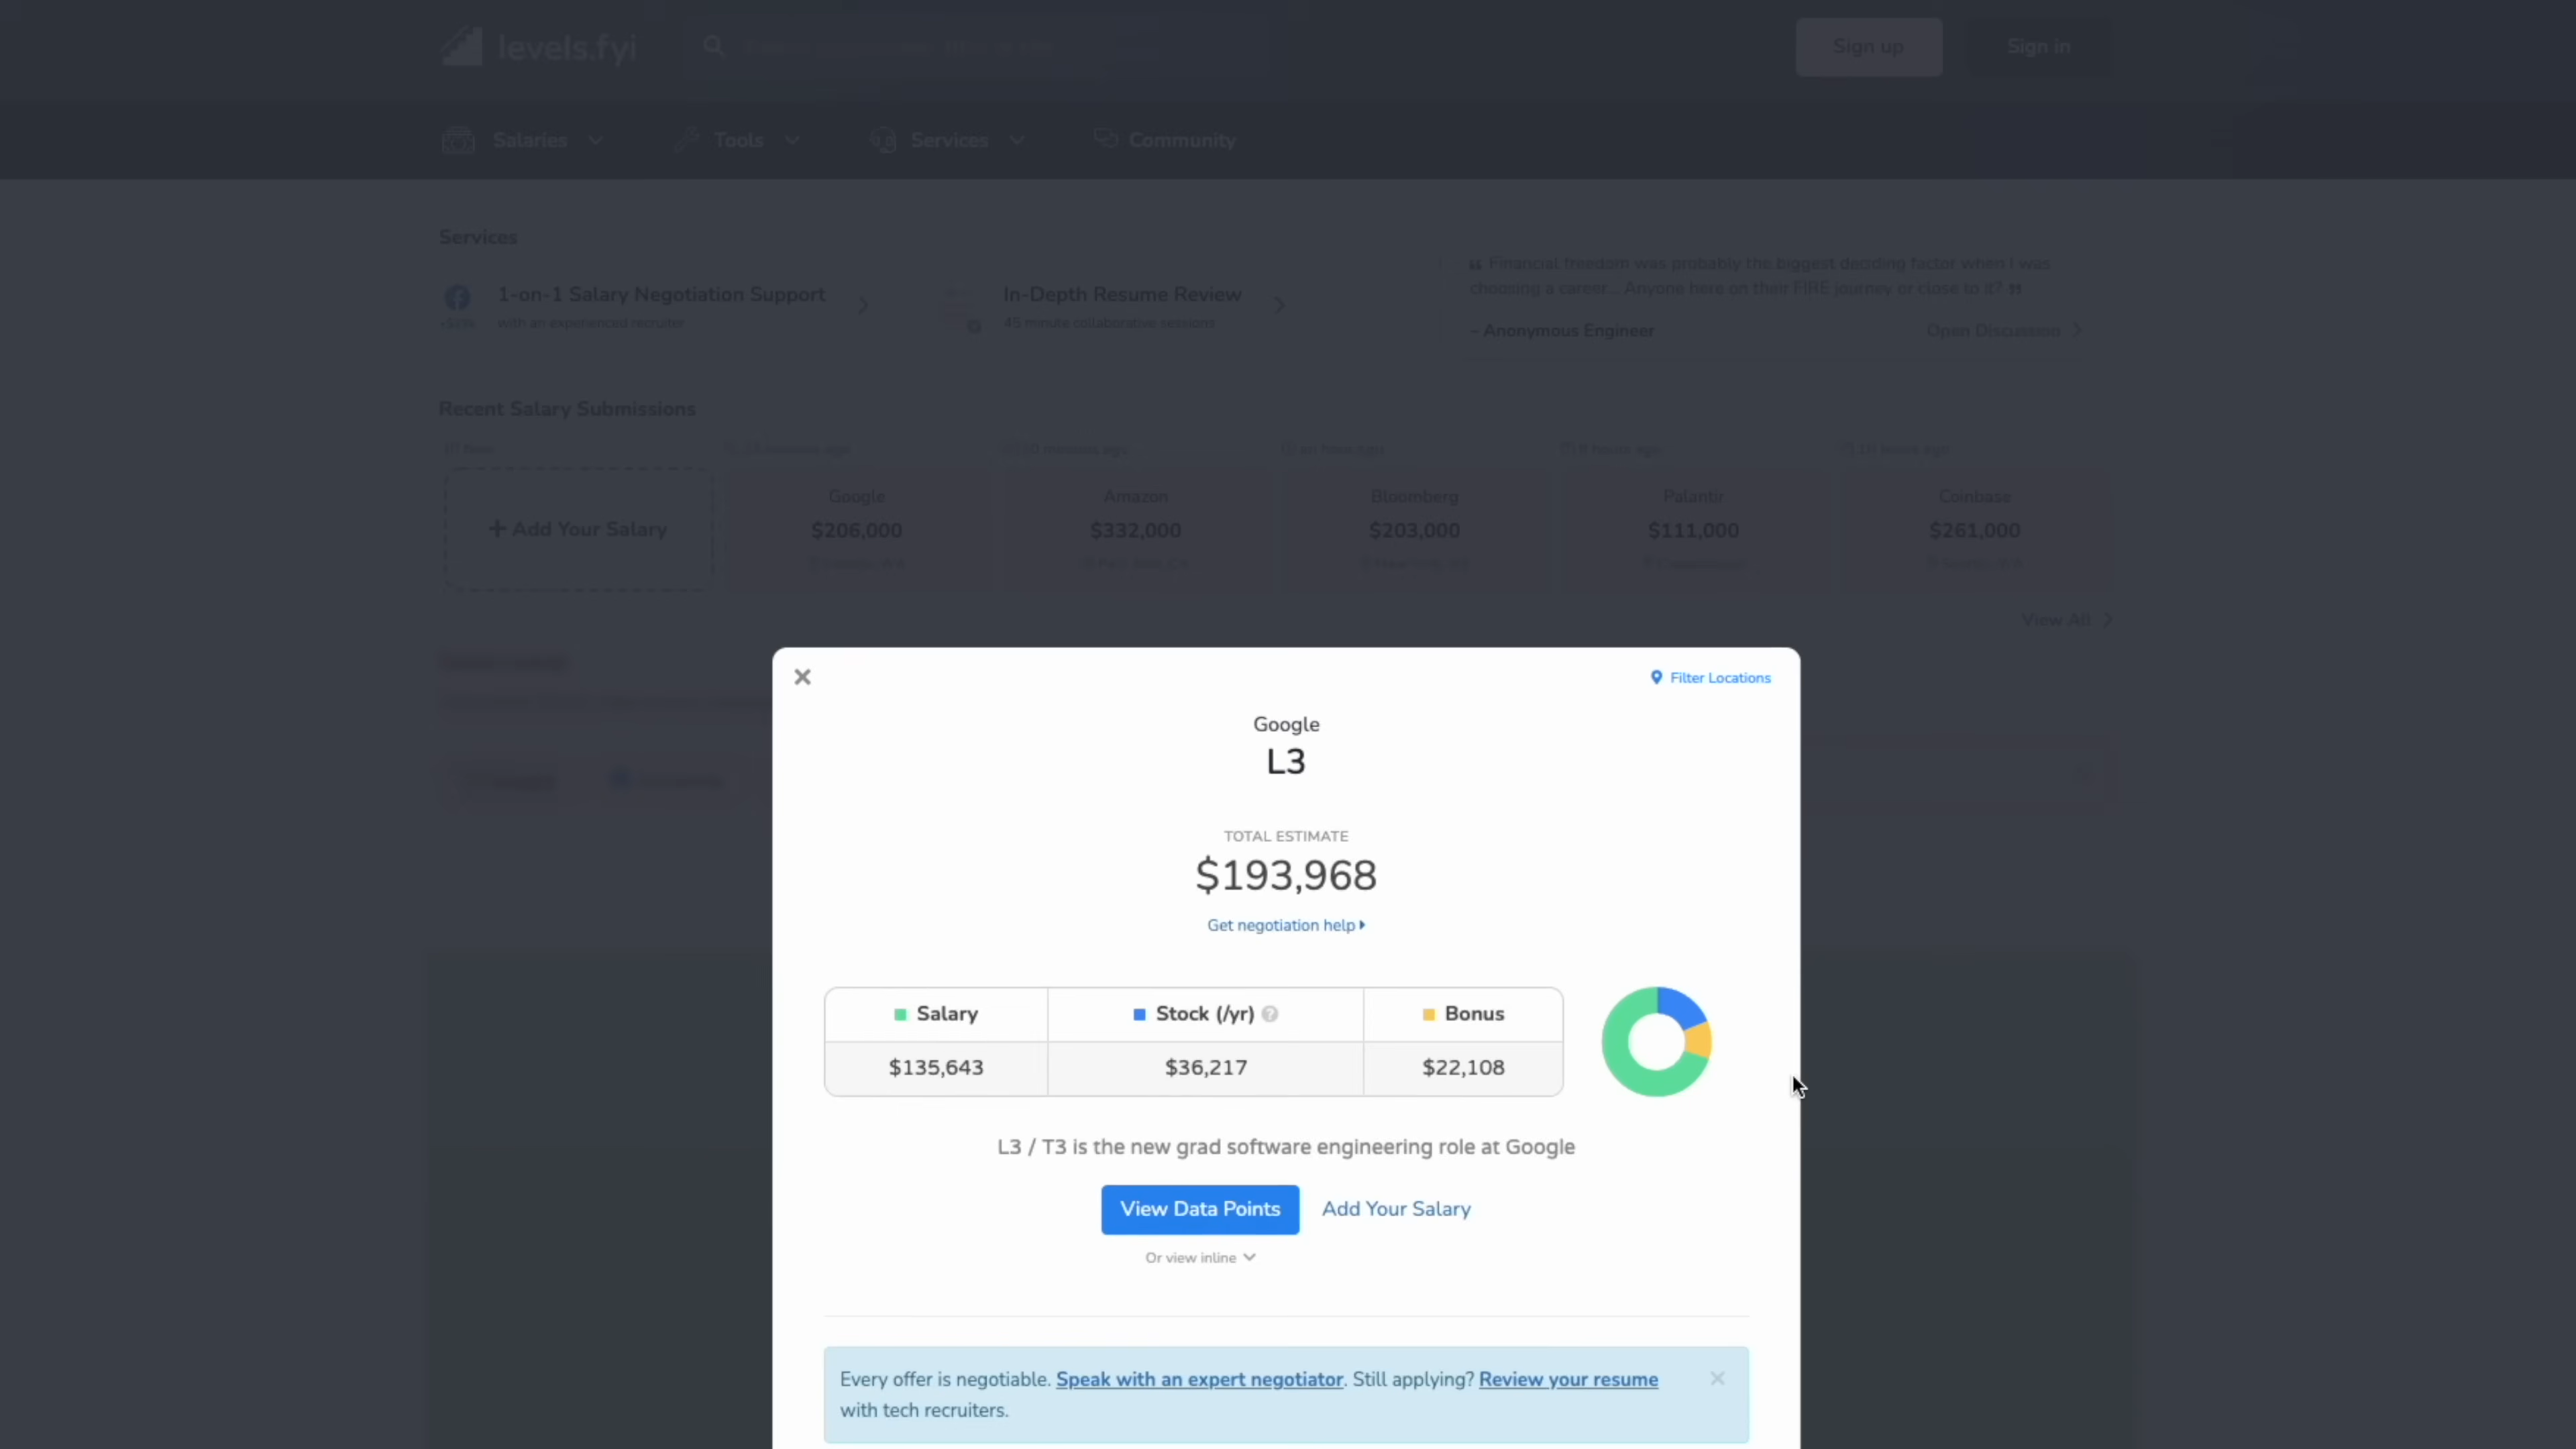 levels.fyi
Sign up
Sign in
Salaries
Tools
Services
Community
Services
1-on-1 Salary Negotiation Support
with an experienced recruiter
In-Depth Resume Review
45 minute collaborative sessions
Financial freedom was probably the biggest deciding factor when I was
choosing a career... Anyone here on their FIRE journey or close to it?
- Anonymous Engineer
Open Discussion
Recent Salary Submissions
Add Your Salary
Google
$206,000
Amazon
$332,000
Bloomberg
$203,000
Palantir
$111,000
Coinbase
$261,000
View All
Filter Locations
Google
L3
TOTAL ESTIMATE
$193,968
Get negotiation help
Salary
Stock (/yr) ?
Bonus
$135,643
$36,217
$22,108
L3 / T3 is the new grad software engineering role at Google
View Data Points
Add Your Salary
Or view inline
Every offer is negotiable. Speak with an expert negotiator. Still applying? Review your resume
with tech recruiters.